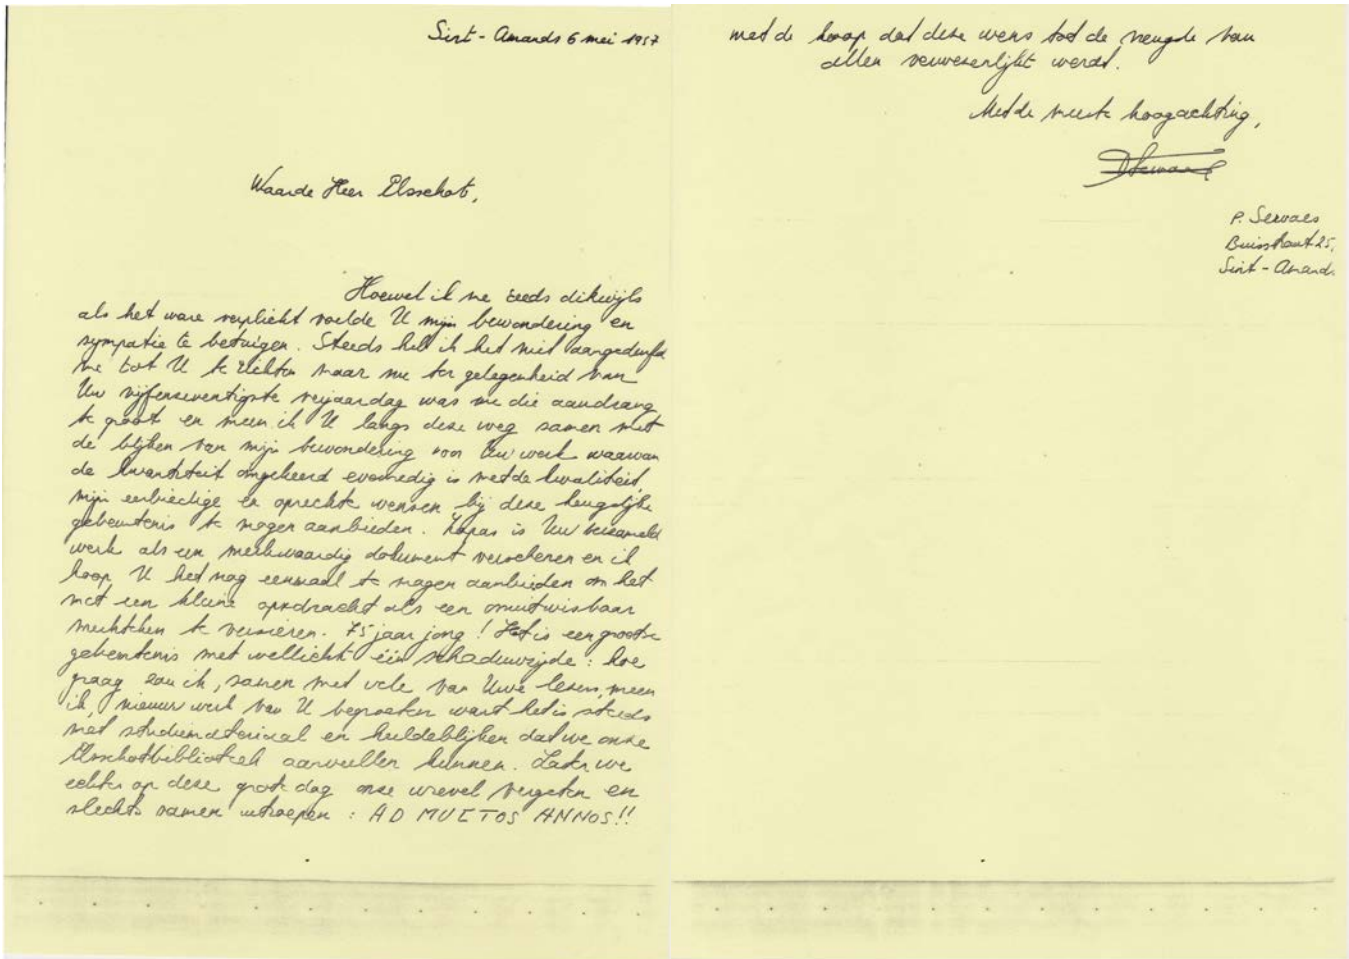 Sint - Amands 6 mei 1957
Waarde Heer Elsschot,
Hoewel ik me reeds dikwijls
als het ware verplicht voelde U mijn bewondering en
sympatie te betuigen. Steeds heb ik het niet aangedurfd
me tot U te richten maar nu ter gelegenheid van
Uw vijfenseventigste verjaardag was me die aandrang
te groot en meen ik U langs deze weg samen met
de blijken van mijn bewondering voor Uw werk waarvan
de kwantiteit omgekeerd evenredig is met de kwaliteit,
mijn eerbiedige en oprechte wensen bij deze heugelijke
gebeurtenis te mogen aanbieden. Zopas is Uw verzameld
werk als een merkwaardig dokument verschenen en ik
hoop U het nog eenmaal te mogen aanbieden om het
met een kleine opdracht als een onuitwisbaar
merkteken te versieren. 75 jaar jong! Het is een grootse
gebeurtenis met wellicht één schaduwzijde: hoe
graag zou ik, samen met vele van Uwe lezers, meen
ik, nieuw werk van U begroeten want het is steeds
met studiemateriaal en huldeblijken dat we onze
Elsschotbibliotheek aanvullen kunnen. Laten we
echter op deze grote dag onze wrevel vergeten en
slechts samen uitroepen: AD MULTOS ANNOS!!
met de hoop dat deze wens tot de vreugde van
allen verwezenlijkt werdt.
Met de meeste hoogachting,
P. Servaes
Buisstraat 25,
Sint - Amands